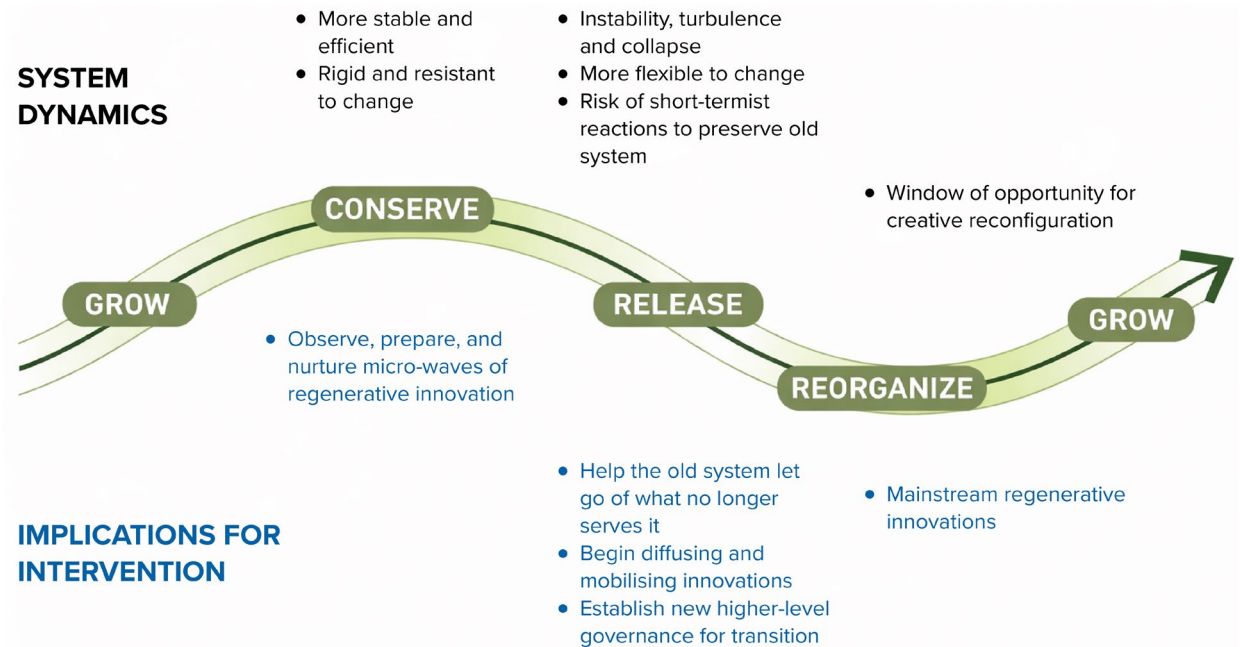 • More stable and
efficient
• Rigid and resistant
to change
• Instability, turbulence
and collapse
• More flexible to change
• Risk of short-termist
reactions to preserve old
system
SYSTEM
DYNAMICS
• Window of opportunity for
creative reconfiguration
GROW
CONSERVE
RELEASE
REORGANIZE
GROW
• Observe, prepare, and
nurture micro-waves of
regenerative innovation
IMPLICATIONS FOR
INTERVENTION
• Help the old system let
go of what no longer
serves it
• Begin diffusing and
mobilising innovations
• Establish new higher-level
governance for transition
• Mainstream regenerative
innovations